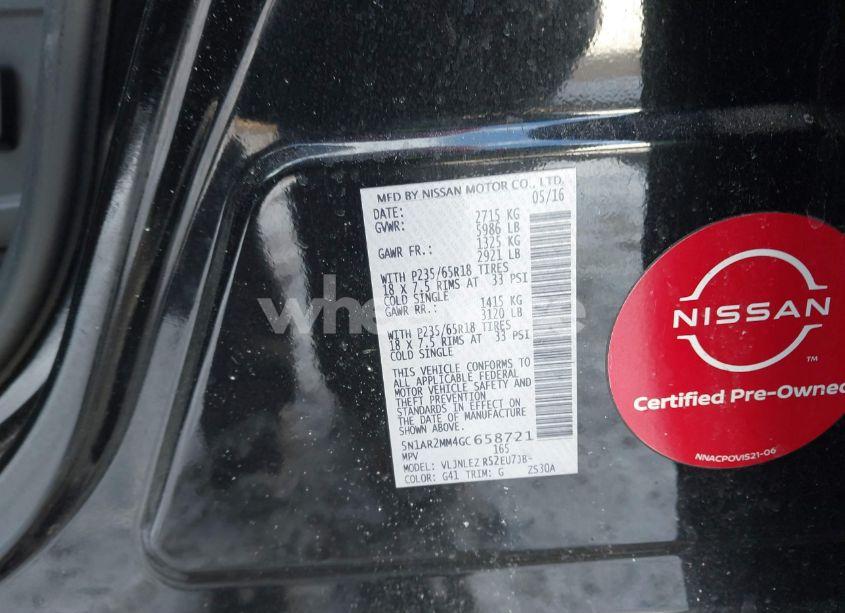 MFD BY NISSAN MOTOR CO., LTD.
DATE: 05/16
GVWR: 2715 KG
5986 LB
GAWR FR.: 1325 KG
2921 LB
WITH P235/65R18 TIRES
18 X 7.5 RIMS AT 33 PSI
COLD SINGLE
GAWR RR.: 1415 KG
3120 LB
WITH P235/65R18 TIRES
18 X 7.5 RIMS AT 33 PSI
COLD SINGLE
THIS VEHICLE CONFORMS TO
ALL APPLICABLE FEDERAL
MOTOR VEHICLE SAFETY AND
THEFT PREVENTION
STANDARDS IN EFFECT ON
THE DATE OF MANUFACTURE
5N1AR2MM4GC658721
MPV 165
MODEL: VLJNLEZ R52EU7JB-
COLOR: G41 TRIM: G ZS30A
NISSAN
TM
Certified Pre-Owned
NNACPOVIS21-06